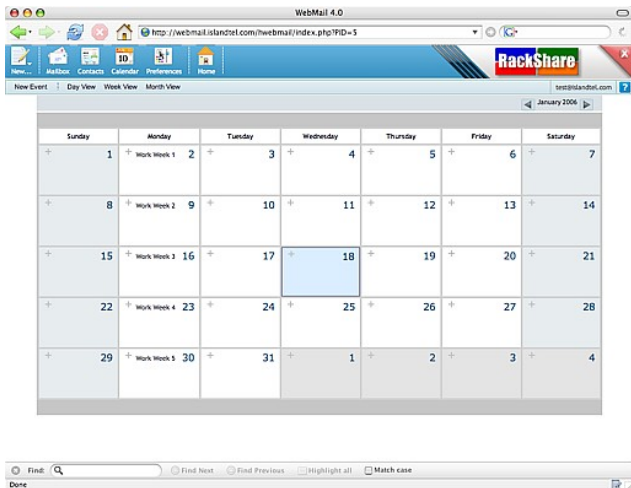 WebMail 4.0
http://webmail.islandtel.com/hwebmail/index.php?PID=5
New... Mailbox Contacts Calendar Preferences Home
RackShare
New Event Day View Week View Month View test@islandtel.com ?
January 2006
Sunday Monday Tuesday Wednesday Thursday Friday Saturday
+ 1 + Work Week 1 2 + 3 + 4 + 5 + 6 + 7
+ 8 + Work Week 2 9 + 10 + 11 + 12 + 13 + 14
+ 15 + Work Week 3 16 + 17 + 18 + 19 + 20 + 21
+ 22 + Work Week 4 23 + 24 + 25 + 26 + 27 + 28
+ 29 + Work Week 5 30 + 31 + 1 + 2 + 3 + 4
Find: Find Next Find Previous Highlight all Match case
Done